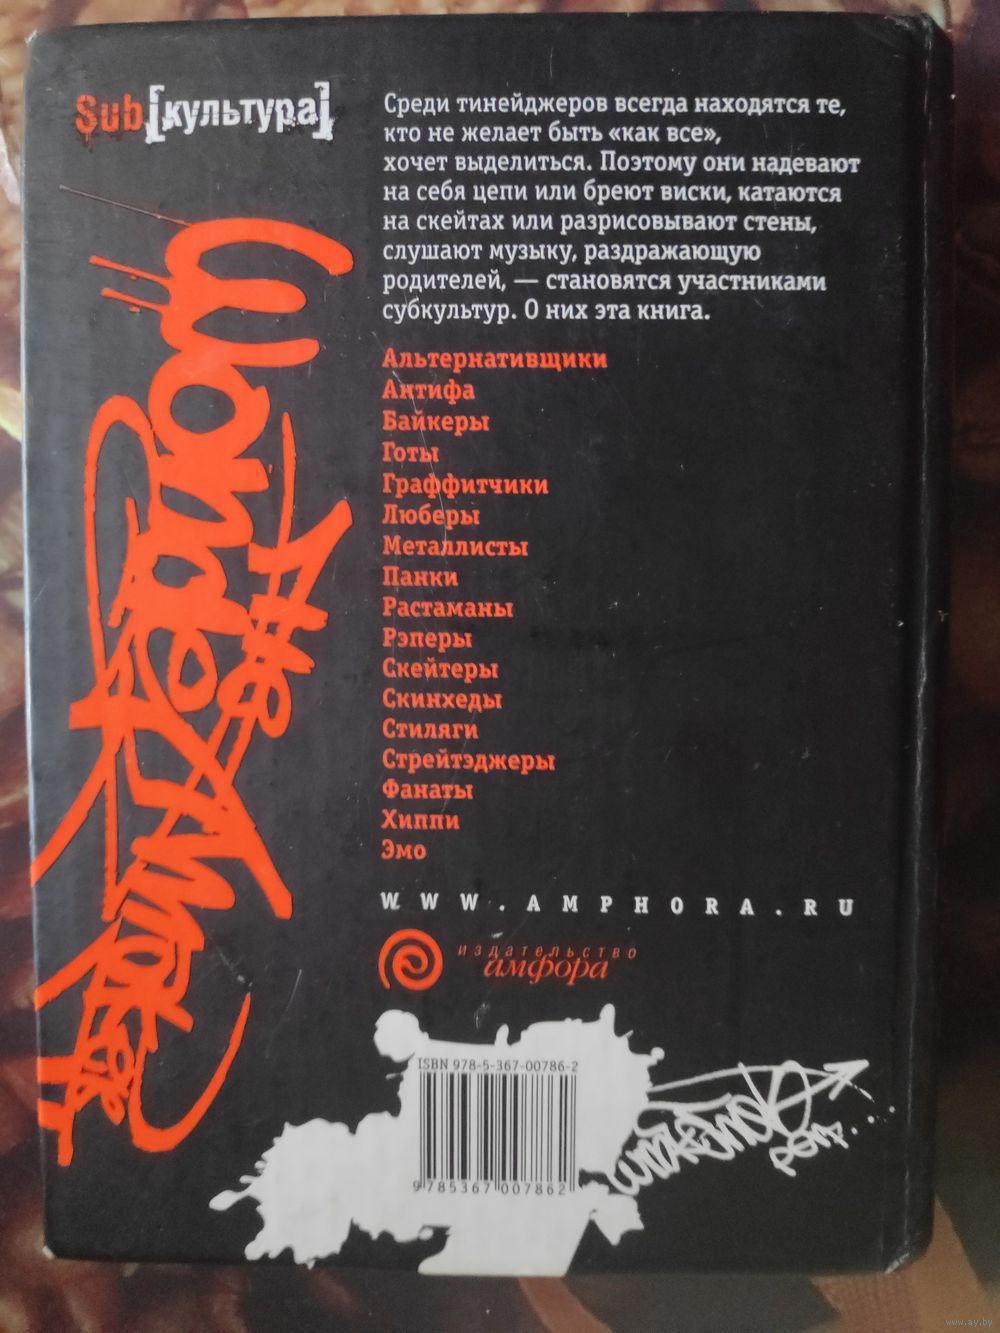 Sub[культура]
Среди тинейджеров всегда находятся те,
кто не желает быть «как все»,
хочет выделиться. Поэтому они надевают
на себя цепи или бреют виски, катаются
на скейтах или разрисовывают стены,
слушают музыку, раздражающую
родителей, — становятся участниками
субкультур. О них эта книга.
Альтернативщики
Антифа
Байкеры
Готы
Граффитчики
Люберы
Металлисты
Панки
Растаманы
Рэперы
Скейтеры
Скинхеды
Стиляги
Стрейтэджеры
Фанаты
Хиппи
Эмо
WWW.AMPHORA.RU
издательство
амфора
ISBN 978-5-367-00786-2
9 785367 007862
www.ay.by